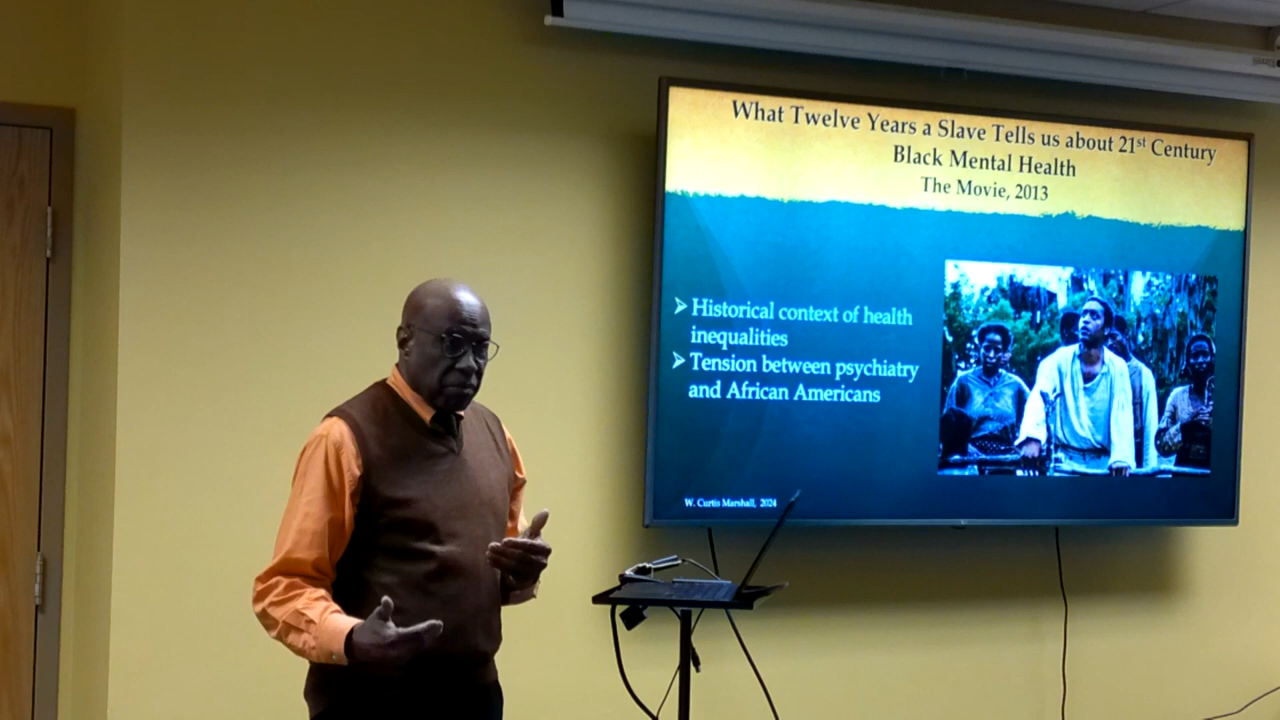 What Twelve Years a Slave Tells us about 21st Century
Black Mental Health
The Movie, 2013
➢ Historical context of health
inequalities
➢ Tension between psychiatry
and African Americans
W. Curtis Marshall, 2024